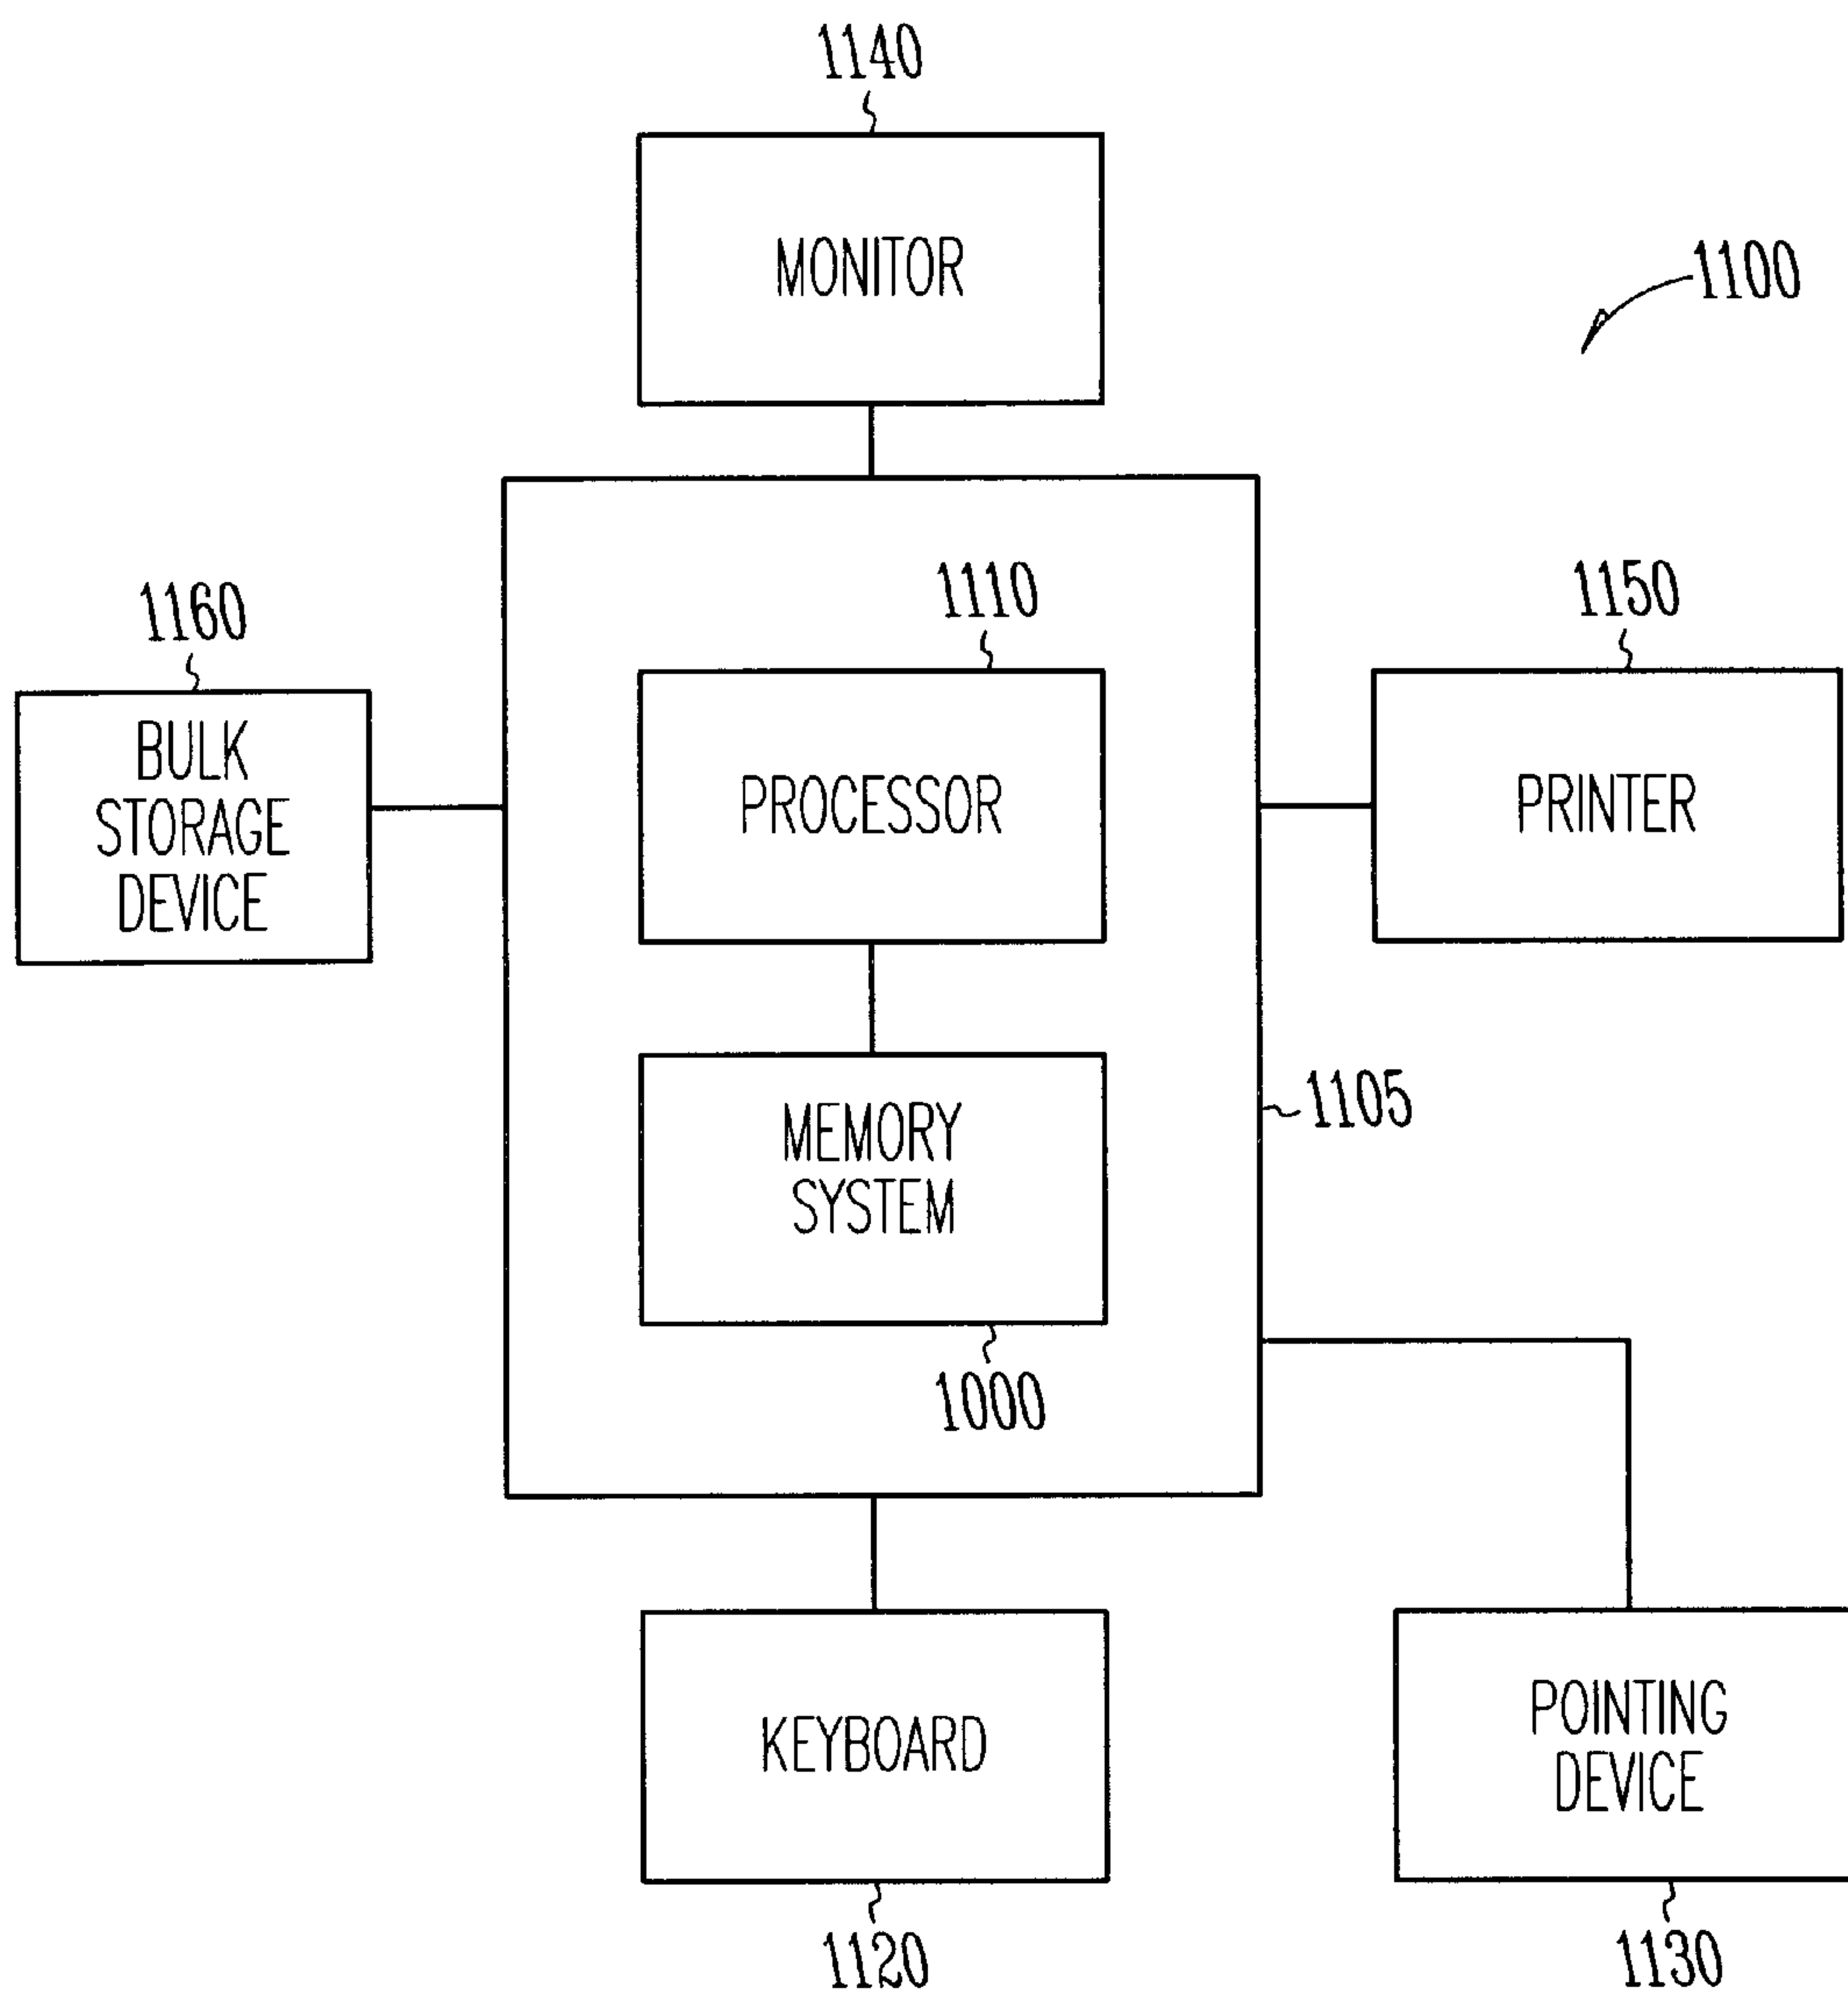 1140
MONITOR
1100
1110
1150
1160
BULK
STORAGE
DEVICE
PROCESSOR
PRINTER
MEMORY
SYSTEM
1105
1000
KEYBOARD
POINTING
DEVICE
1120
1130